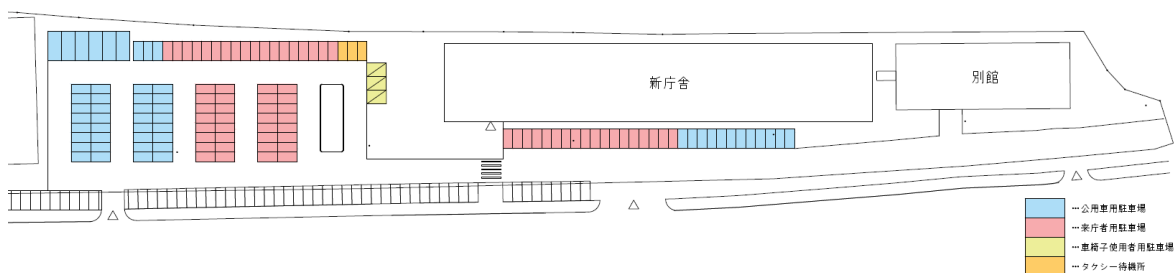 新庁舎
別館
…公用車用駐車場
…来庁者用駐車場
…車椅子使用者用駐車場
…タクシー待機所